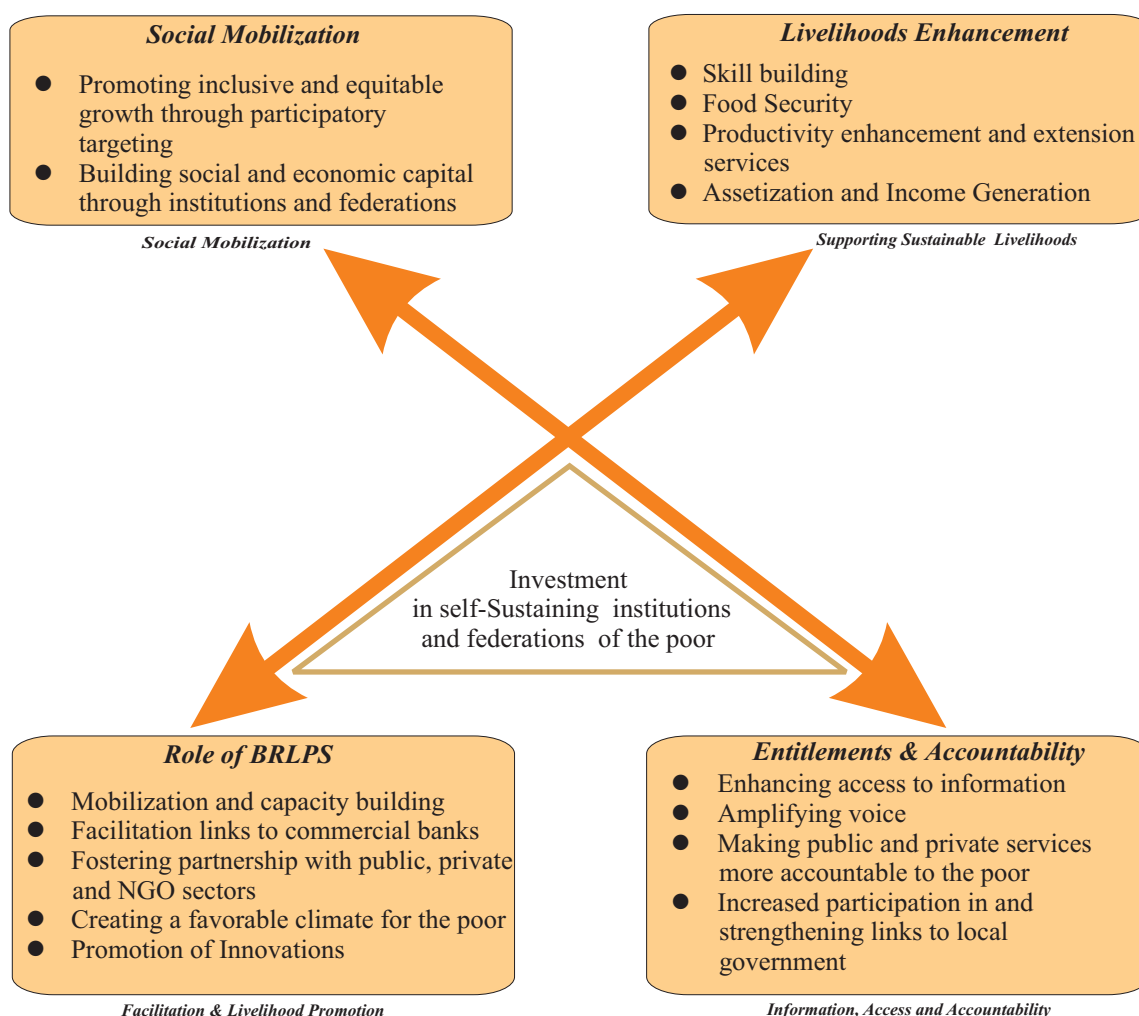 Social Mobilization
● Promoting inclusive and equitable
growth through participatory
targeting
● Building social and economic capital
through institutions and federations
Social Mobilization
Livelihoods Enhancement
● Skill building
● Food Security
● Productivity enhancement and extension
services
● Assetization and Income Generation
Supporting Sustainable Livelihoods
Investment
in self-Sustaining institutions
and federations of the poor
Role of BRLPS
● Mobilization and capacity building
● Facilitation links to commercial banks
● Fostering partnership with public, private
and NGO sectors
● Creating a favorable climate for the poor
● Promotion of Innovations
Facilitation & Livelihood Promotion
Entitlements & Accountability
● Enhancing access to information
● Amplifying voice
● Making public and private services
more accountable to the poor
● Increased participation in and
strengthening links to local
government
Information, Access and Accountability